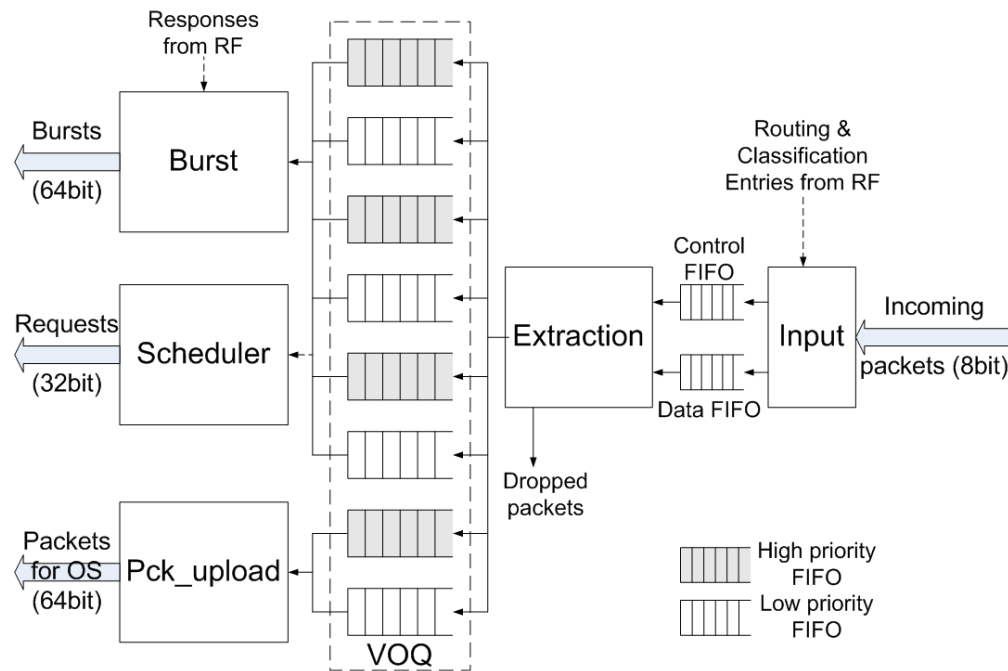 Responses
from RF
Bursts
(64bit)
Burst
Requests
(32bit)
Scheduler
Packets
for OS
(64bit)
Pck_upload
VOQ
Extraction
Dropped
packets
Control
FIFO
Data FIFO
Routing &
Classification
Entries from RF
Input
Incoming
packets (8bit)
High priority
FIFO
Low priority
FIFO